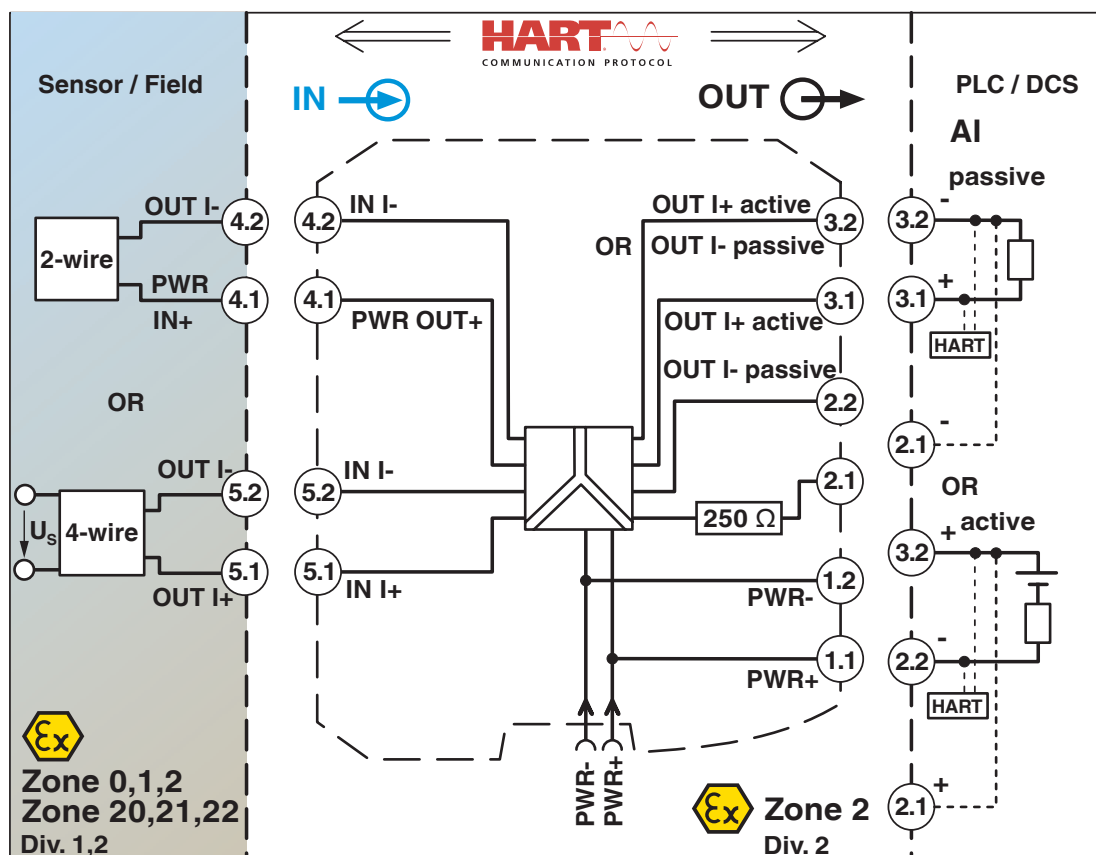 HART
COMMUNICATION PROTOCOL
Sensor / Field
IN
OUT
PLC / DCS
AI
passive
OUT I-
4.2
2-wire
PWR
IN+
4.1
OR
OUT I-
5.2
4-wire
U_S
5.1
OUT I+
4.2
IN I-
4.1
PWR OUT+
5.2
IN I-
5.1
IN I+
OUT I+ active
3.2
OR
OUT I- passive
3.1
OUT I+ active
OUT I- passive
2.2
2.1
250 Ω
1.2
PWR-
1.1
PWR+
PWR-
PWR+
3.2
-
3.1
+
HART
2.1
-
OR
active
3.2
+
2.2
-
HART
2.1
+
Ex
Zone 0,1,2
Zone 20,21,22
Div. 1,2
Ex
Zone 2
Div. 2